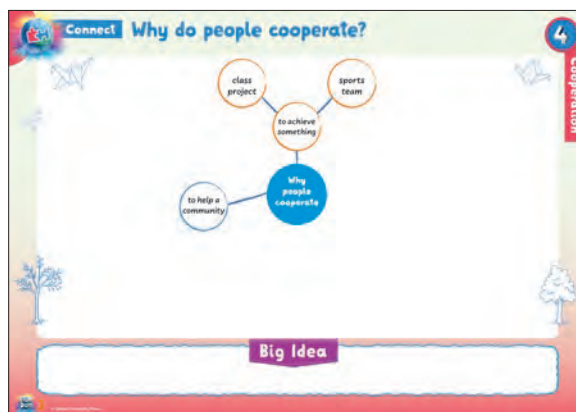 Connect
Why do people cooperate?
4
Cooperation
class
project
sports
team
to achieve
something
Why
people
cooperate
to help a
community
Big Idea